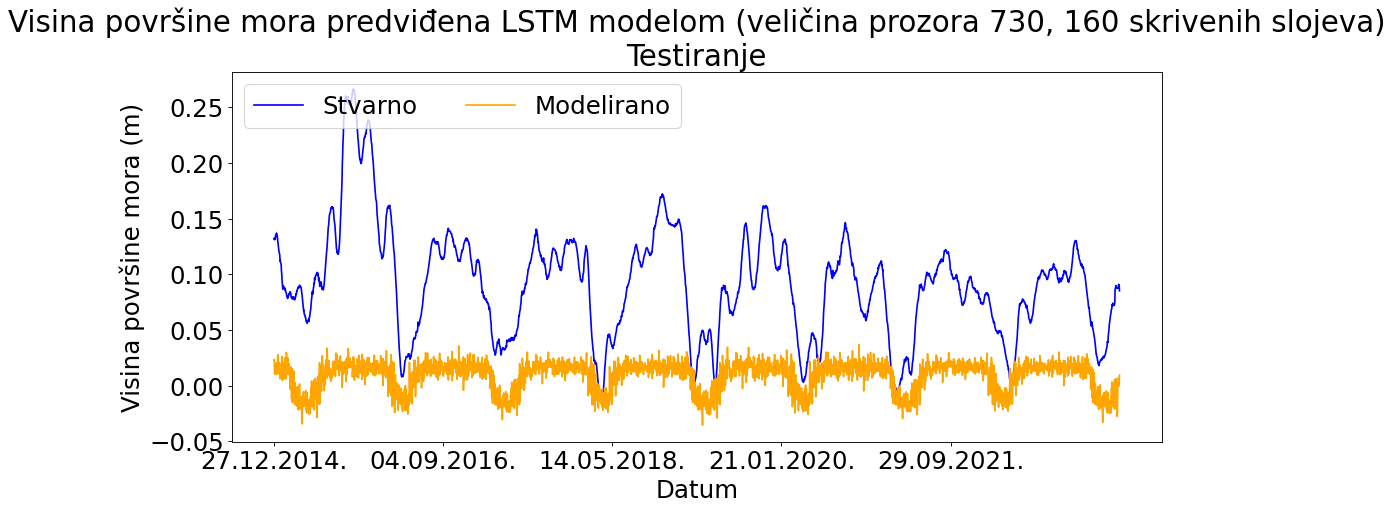 Visina površine mora predviđena LSTM modelom (veličina prozora 730, 160 skrivenih slojeva)
Testiranje
Stvarno Modelirano
Visina površine mora (m)
0.25
0.20
0.15
0.10
0.05
0.00
−0.05
27.12.2014. 04.09.2016. 14.05.2018. 21.01.2020. 29.09.2021.
Datum